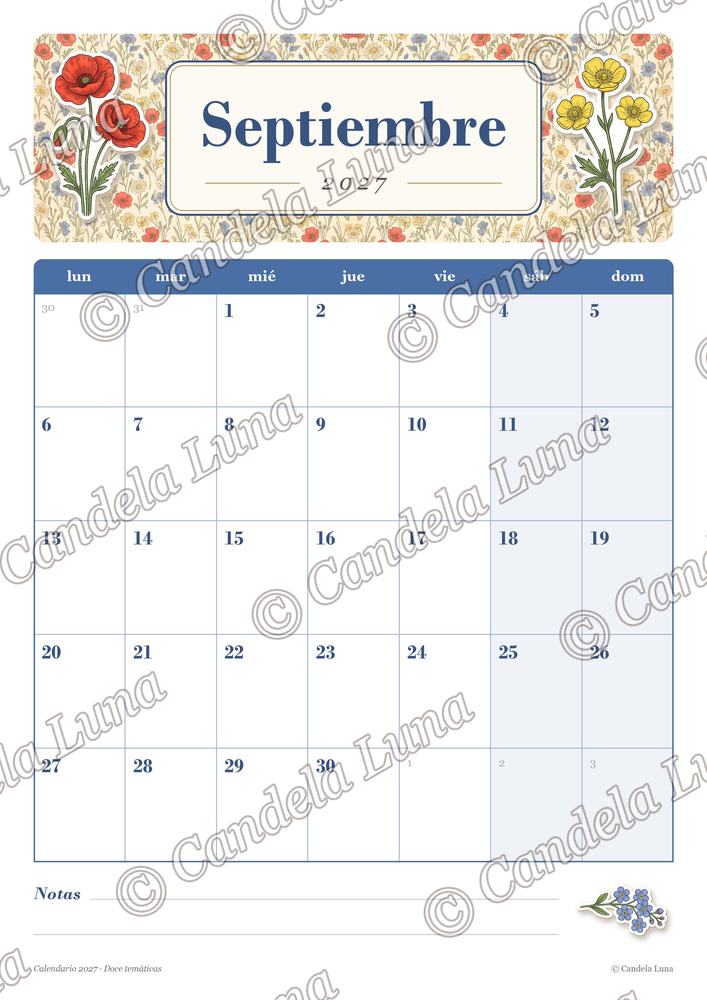 Septiembre
2027
lun mar mié jue vie sáb dom
30 31 1 2 3 4 5
6 7 8 9 10 11 12
13 14 15 16 17 18 19
20 21 22 23 24 25 26
27 28 29 30 1 2 3
Notas
Calendario 2027 · Doce temáticas © Candela Luna
© Candela Luna